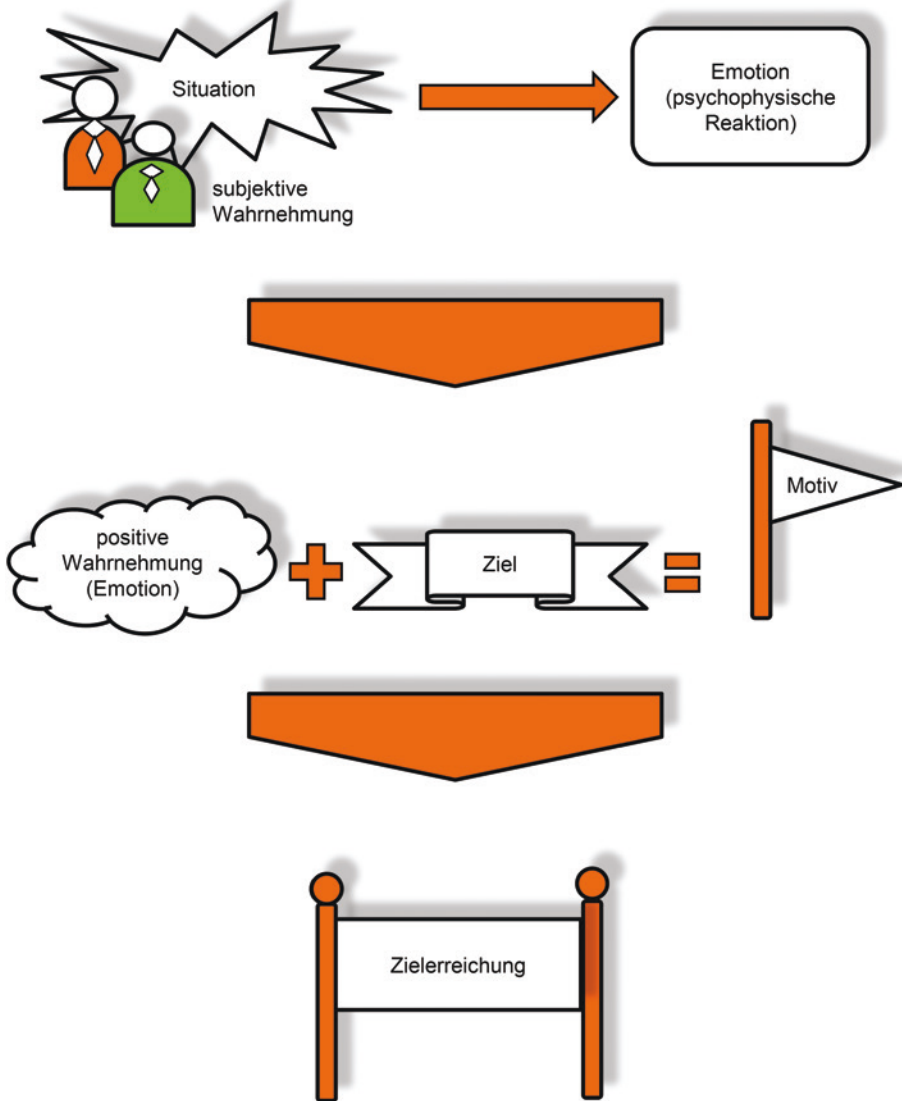 Situation
Emotion
(psychophysische
Reaktion)
subjektive
Wahrnehmung
positive
Wahrnehmung
(Emotion)
Ziel
Motiv
Zielerreichung